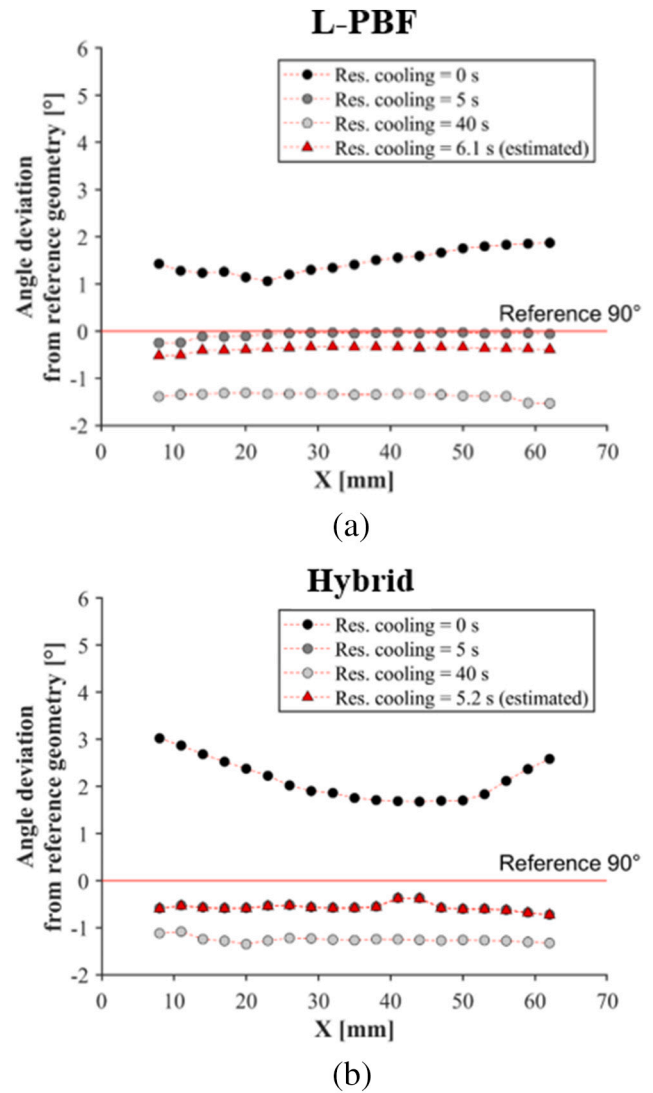 L-PBF
Angle deviation
from reference geometry [°]
6
5
4
3
2
1
0
-1
-2
Res. cooling = 0 s
Res. cooling = 5 s
Res. cooling = 40 s
Res. cooling = 6.1 s (estimated)
Reference 90°
0 10 20 30 40 50 60 70
X [mm]
(a)
Hybrid
Angle deviation
from reference geometry [°]
6
5
4
3
2
1
0
-1
-2
Res. cooling = 0 s
Res. cooling = 5 s
Res. cooling = 40 s
Res. cooling = 5.2 s (estimated)
Reference 90°
0 10 20 30 40 50 60 70
X [mm]
(b)